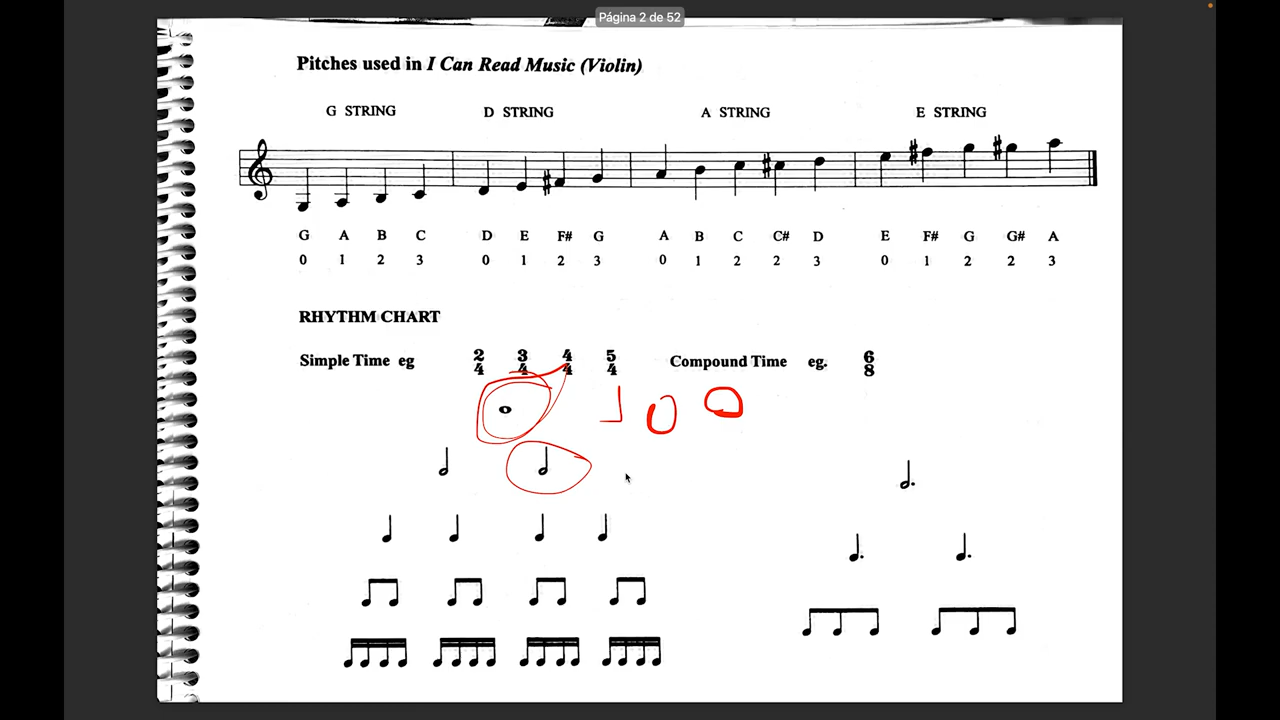 Página 2 de 52
Pitches used in I Can Read Music (Violin)
G STRING D STRING A STRING E STRING
G A B C D E F# G A B C C# D E F# G G# A
0 1 2 3 0 1 2 3 0 1 2 2 3 0 1 2 2 3
RHYTHM CHART
Simple Time eg 2/4 3/4 4/4 5/4 Compound Time eg. 6/8